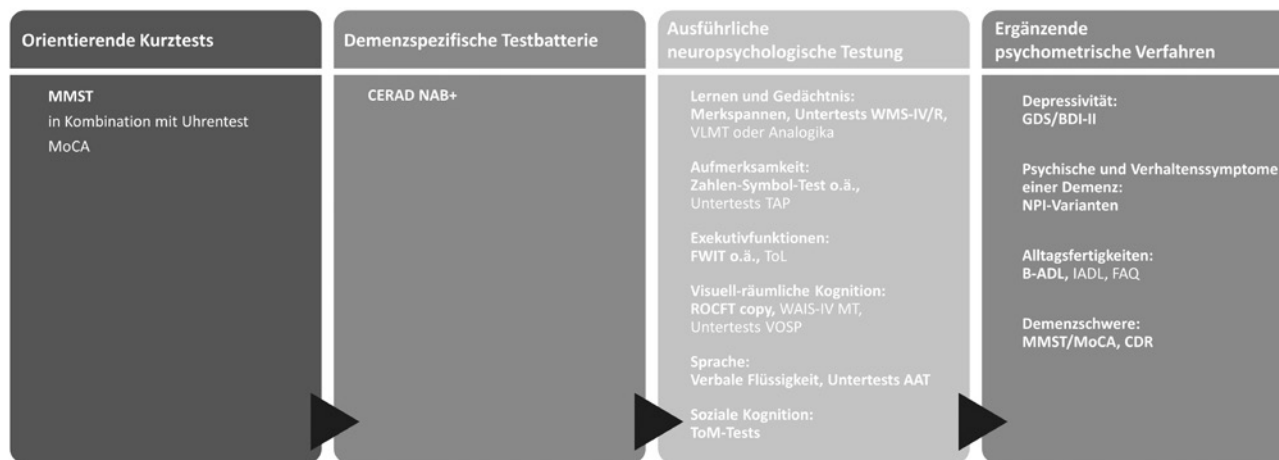 Orientierende Kurztests
MMST
in Kombination mit Uhrentest
MoCA
Demenzspezifische Testbatterie
CERAD NAB+
Ausführliche
neuropsychologische Testung
Lernen und Gedächtnis:
Merkspannen, Untertests WMS-IV/R,
VLMT oder Analogika
Aufmerksamkeit:
Zahlen-Symbol-Test o.ä.,
Untertests TAP
Exekutivfunktionen:
FWIT o.ä., ToL
Visuell-räumliche Kognition:
ROCFT copy, WAIS-IV MT,
Untertests VOSP
Sprache:
Verbale Flüssigkeit, Untertests AAT
Soziale Kognition:
ToM-Tests
Ergänzende
psychometrische Verfahren
Depressivität:
GDS/BDI-II
Psychische und Verhaltenssymptome
einer Demenz:
NPI-Varianten
Alltagsfertigkeiten:
B-ADL, IADL, FAQ
Demenzschwere:
MMST/MoCA, CDR